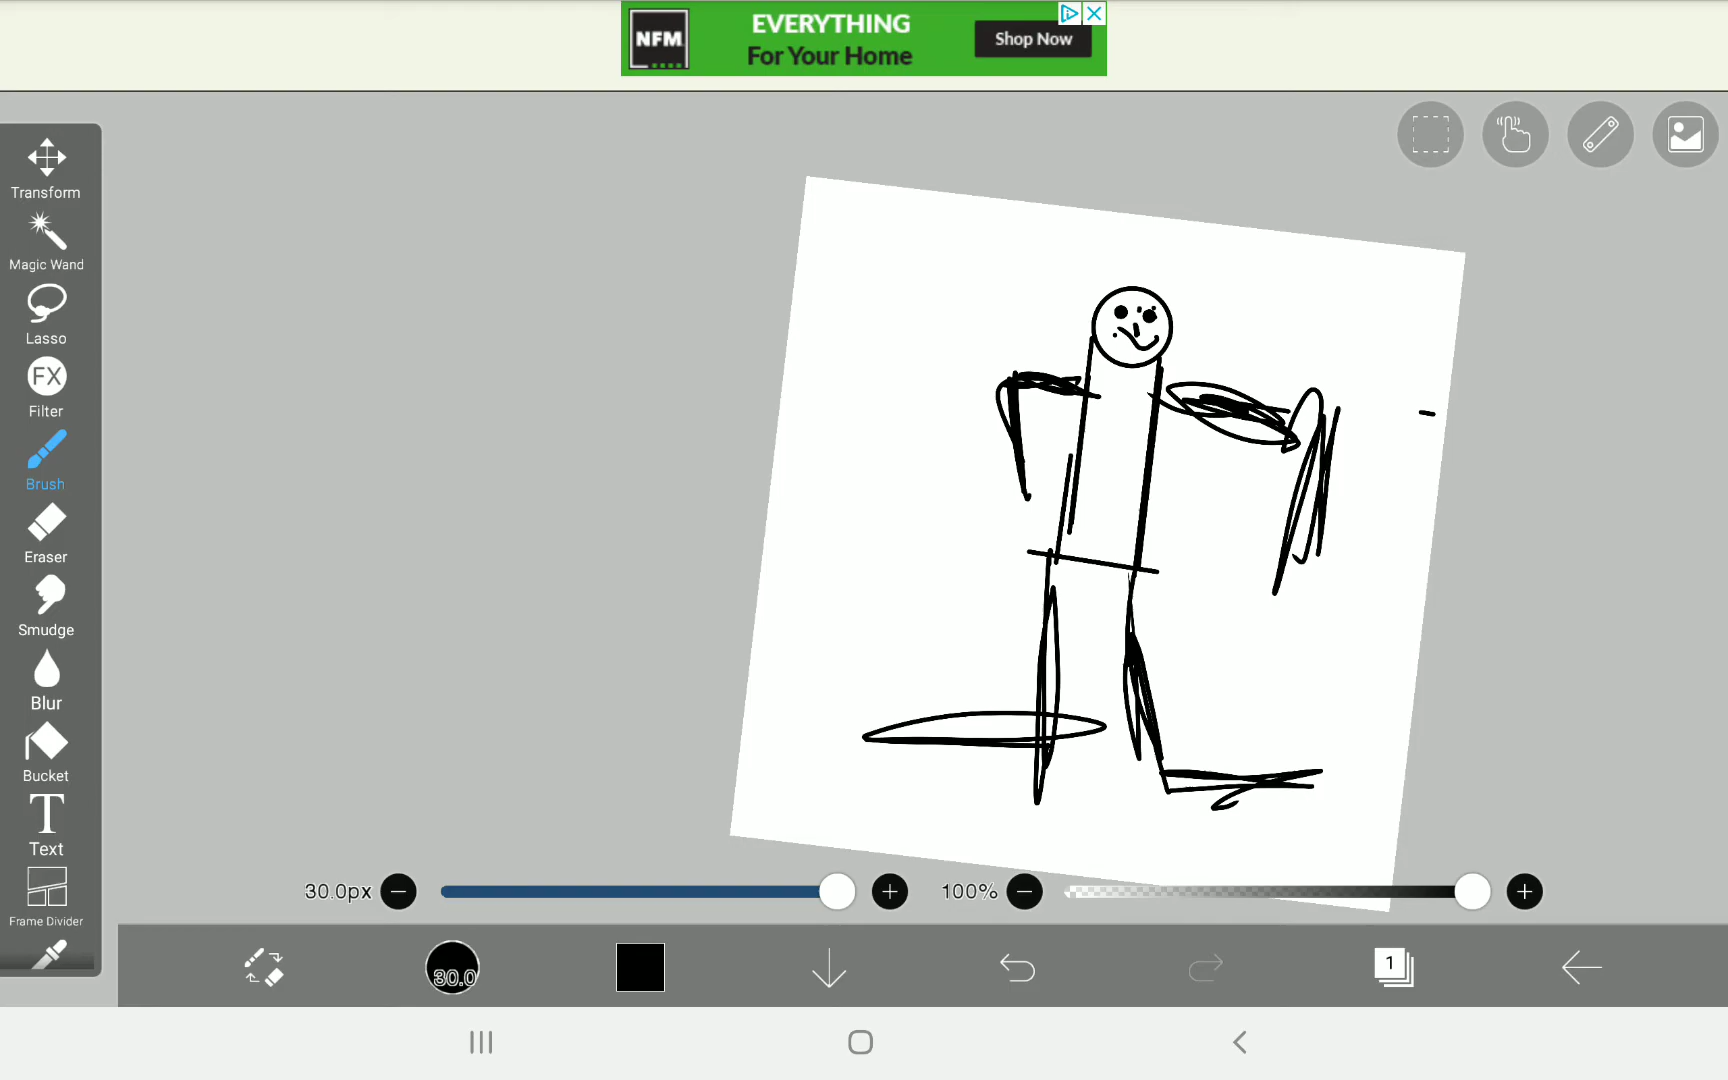 NFM
EVERYTHING
For Your Home
Shop Now
Transform
Magic Wand
Lasso
FX
Filter
Brush
Eraser
Smudge
Blur
Bucket
T
Text
Frame Divider
30.0px
100%
30.0
1